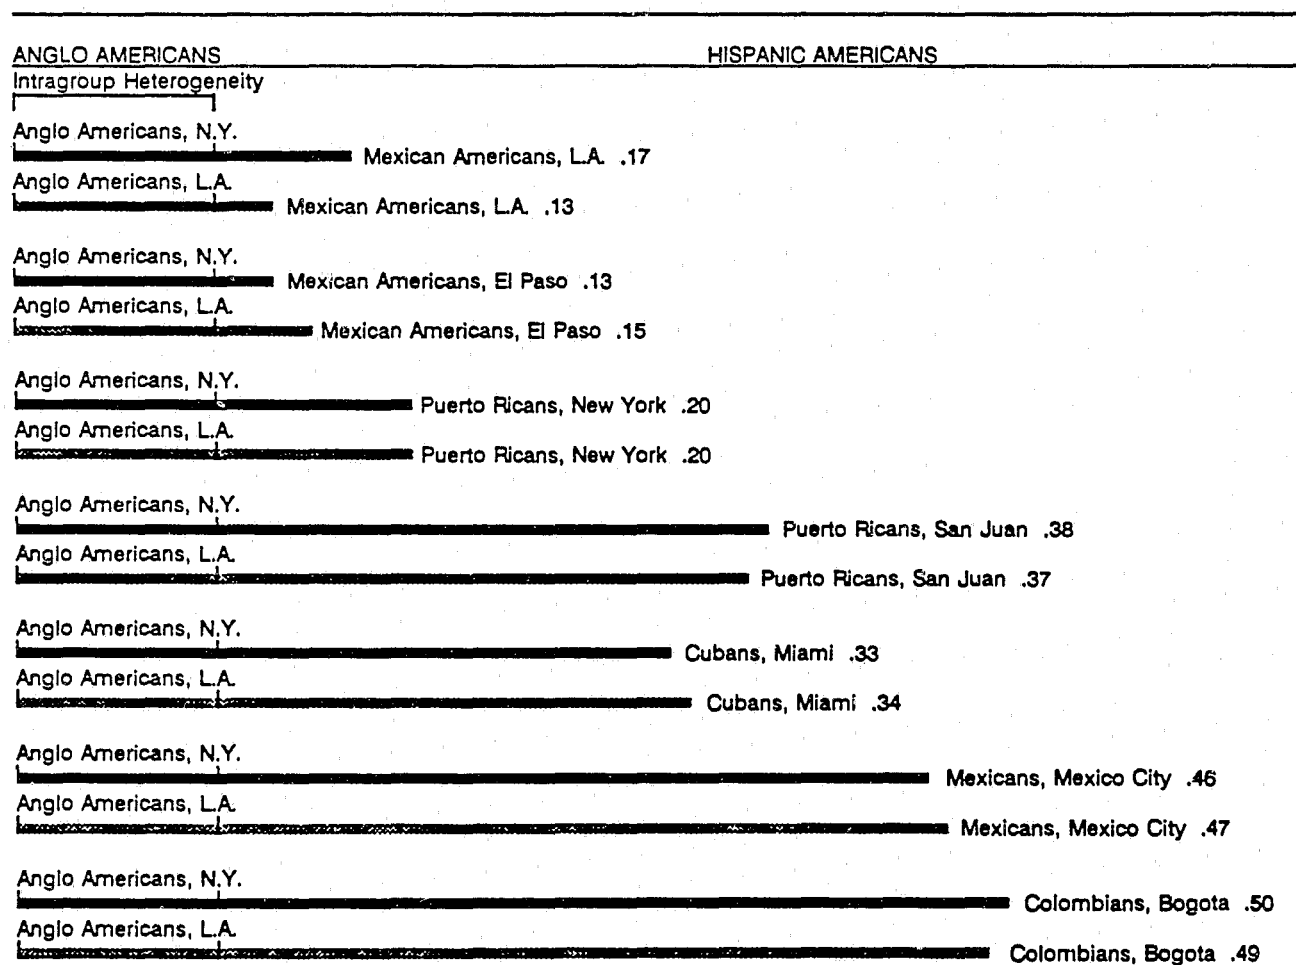 ANGLO AMERICANS HISPANIC AMERICANS
Intragroup Heterogeneity
Anglo Americans, N.Y.
Mexican Americans, L.A. .17
Anglo Americans, L.A.
Mexican Americans, L.A. .13
Anglo Americans, N.Y.
Mexican Americans, El Paso .13
Anglo Americans, L.A.
Mexican Americans, El Paso .15
Anglo Americans, N.Y.
Puerto Ricans, New York .20
Anglo Americans, L.A.
Puerto Ricans, New York .20
Anglo Americans, N.Y.
Puerto Ricans, San Juan .38
Anglo Americans, L.A.
Puerto Ricans, San Juan .37
Anglo Americans, N.Y.
Cubans, Miami .33
Anglo Americans, L.A.
Cubans, Miami .34
Anglo Americans, N.Y.
Mexicans, Mexico City .46
Anglo Americans, L.A.
Mexicans, Mexico City .47
Anglo Americans, N.Y.
Colombians, Bogota .50
Anglo Americans, L.A.
Colombians, Bogota .49